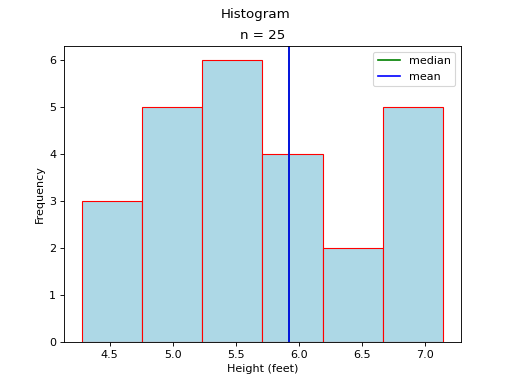 Histogram
n = 25
median
mean
6
5
4
3
2
1
0
Frequency
4.5 5.0 5.5 6.0 6.5 7.0
Height (feet)